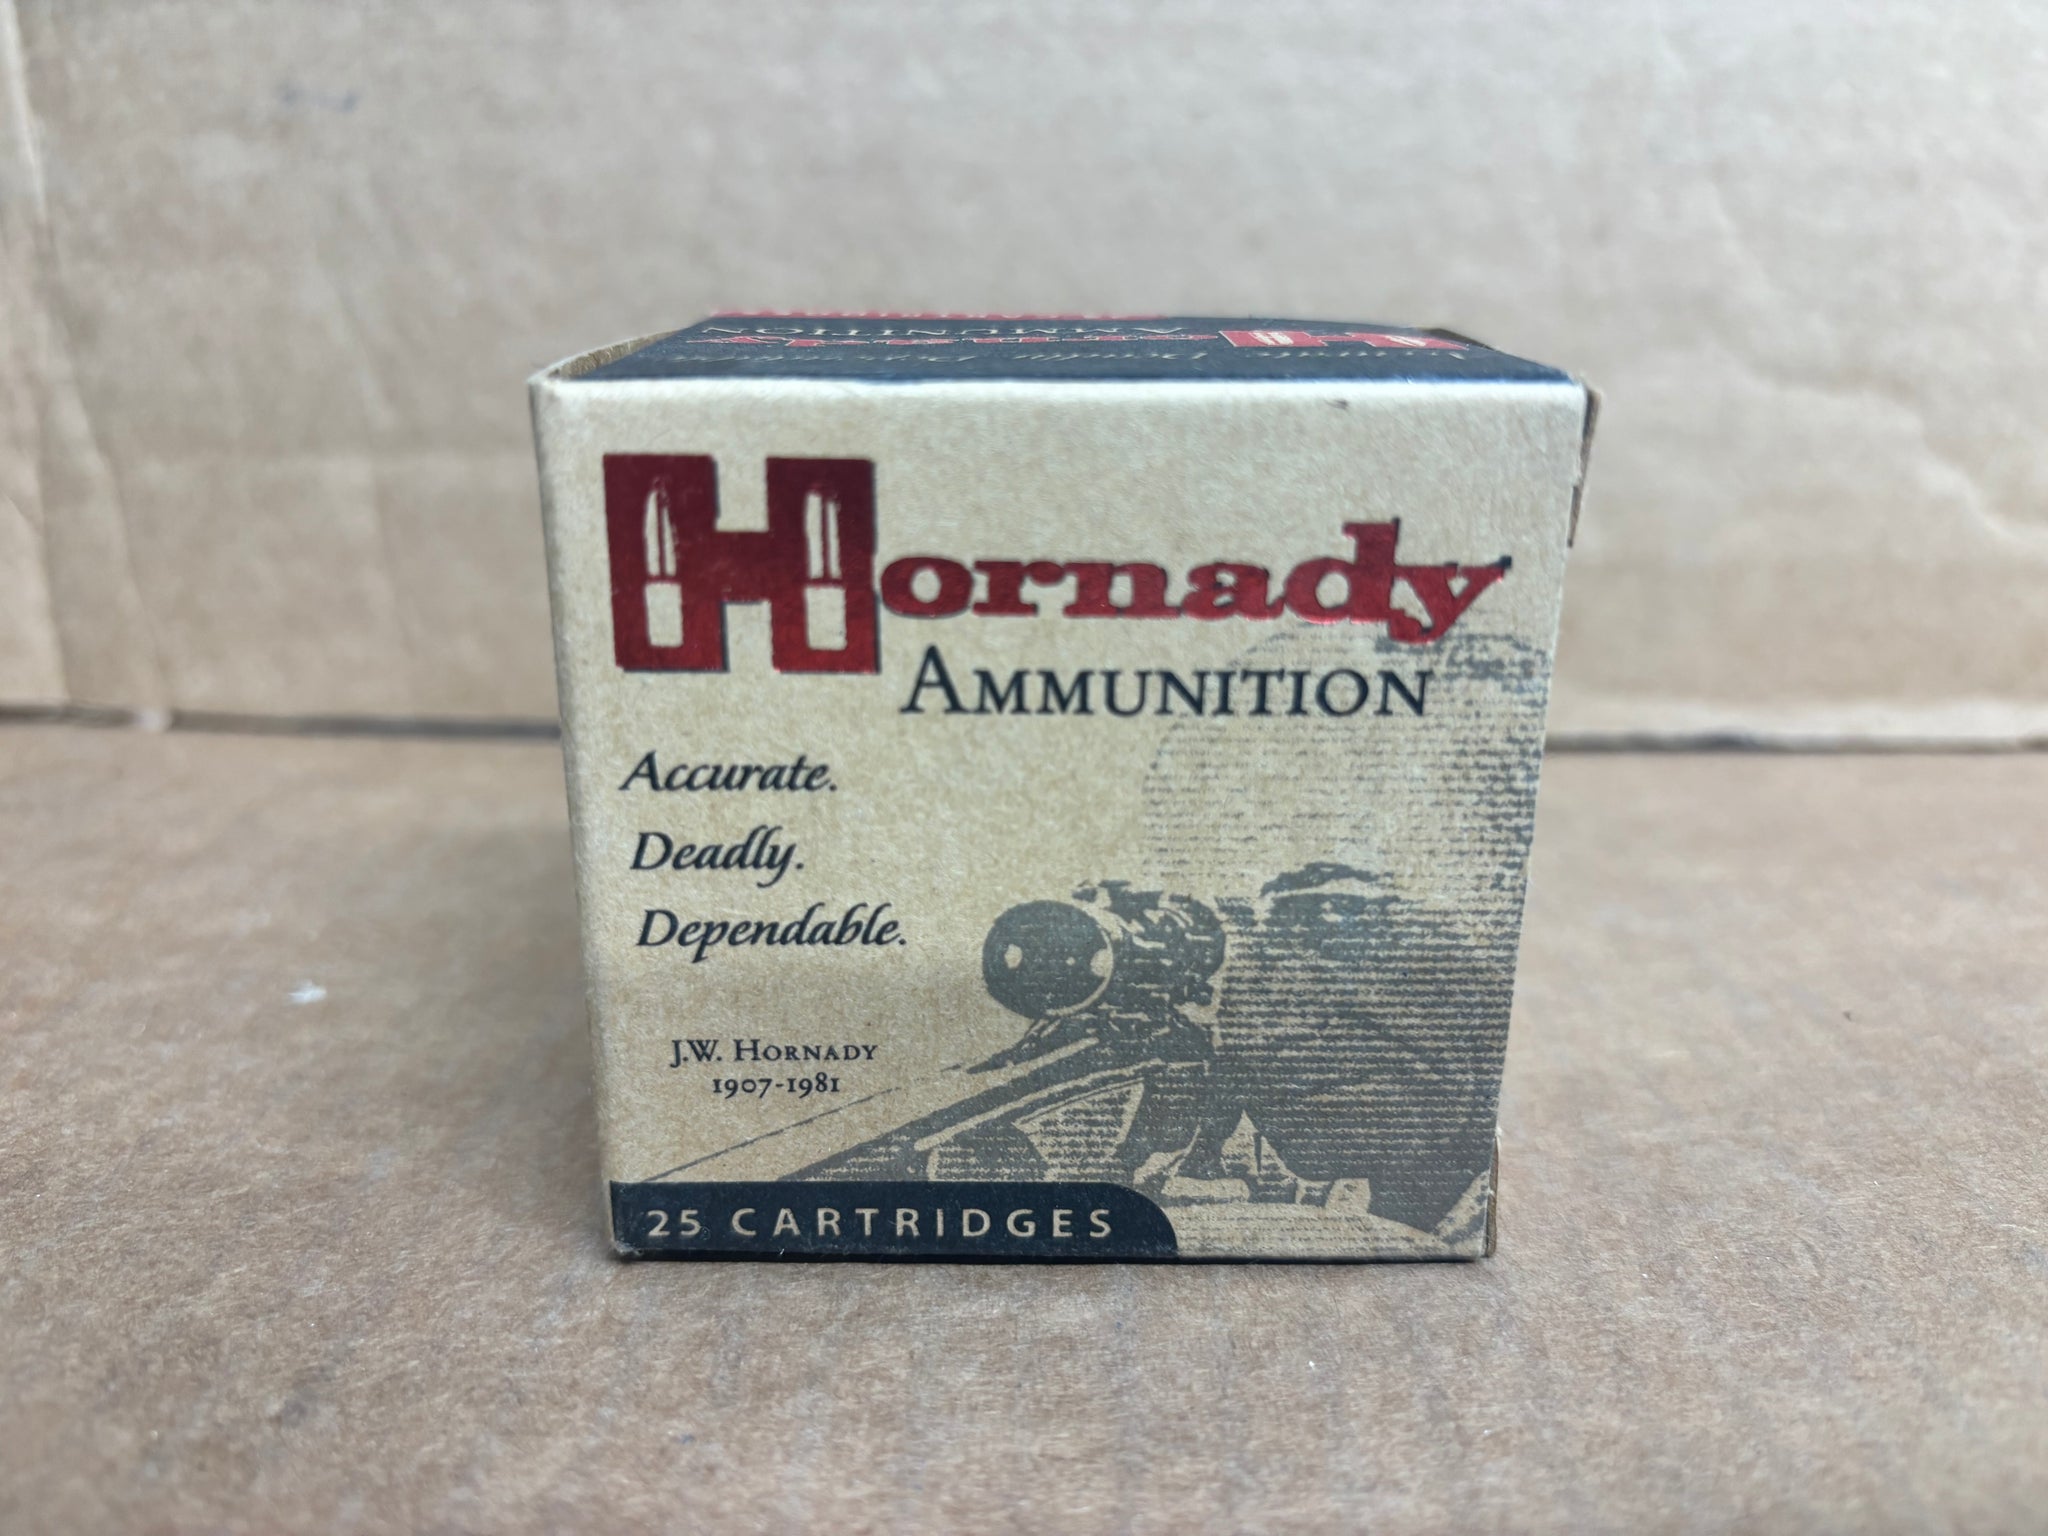 Hornady
AMMUNITION
Accurate.
Deadly.
Dependable.
J.W. HORNADY
1907-1981
25 CARTRIDGES